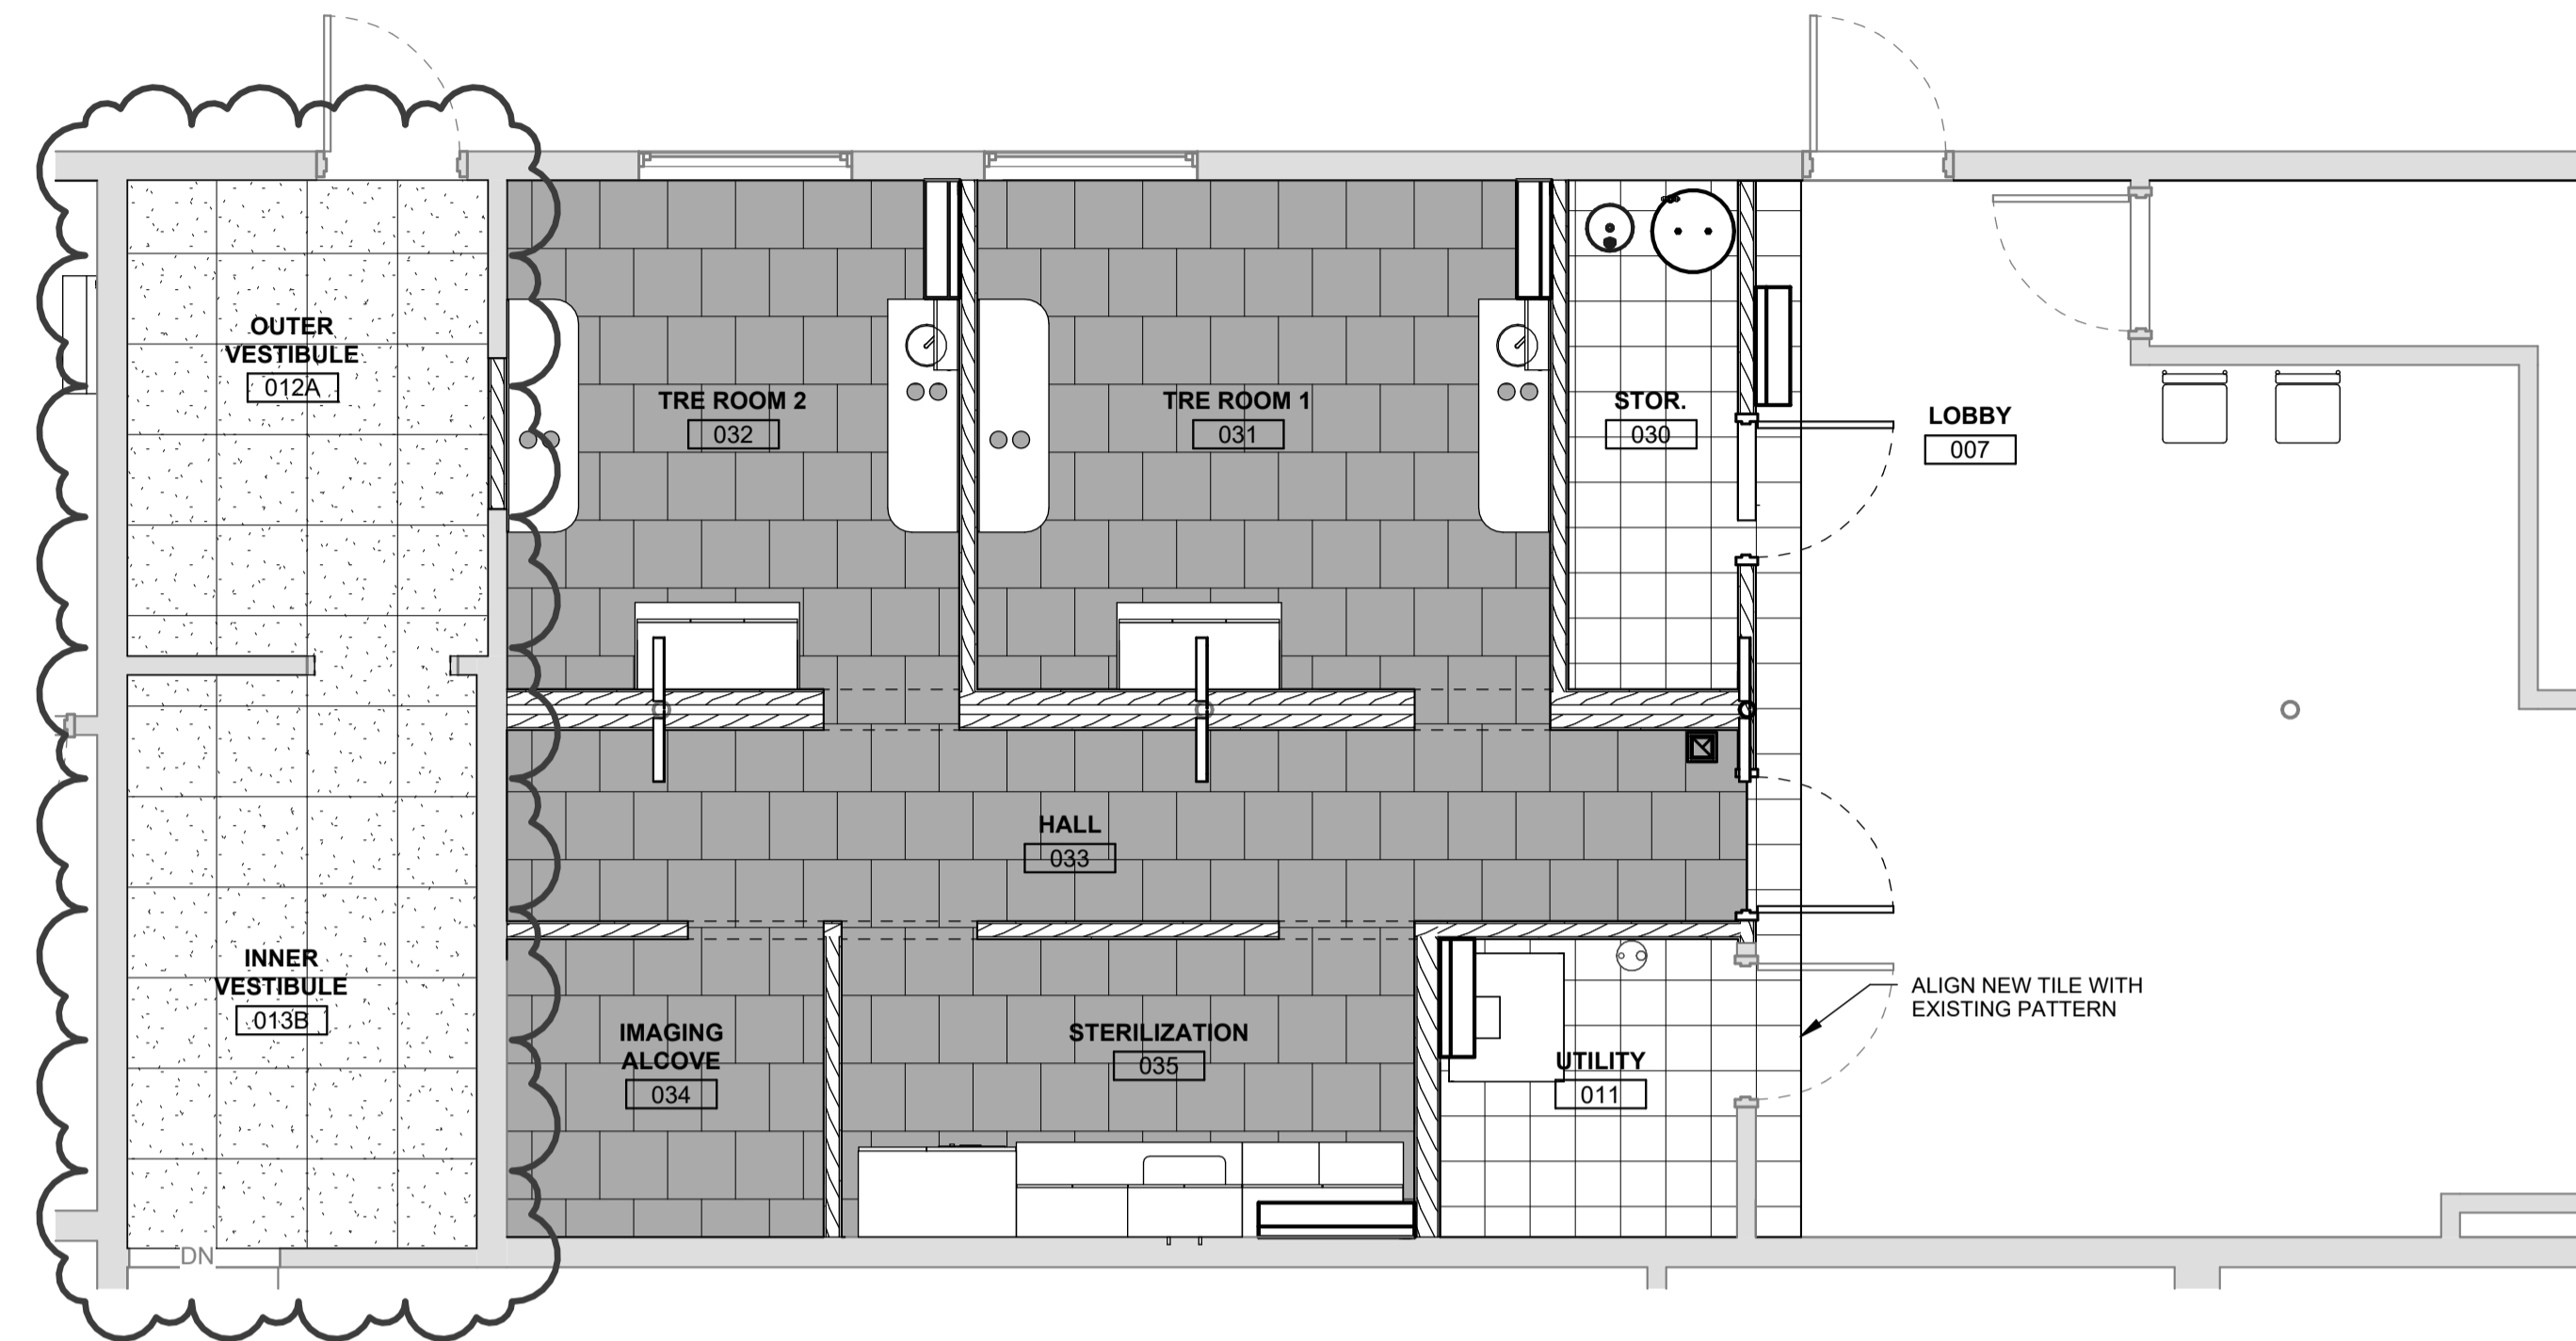 OUTER
VESTIBULE
012A
TRE ROOM 2
032
TRE ROOM 1
031
STOR.
030
LOBBY
007
HALL
033
INNER
VESTIBULE
013B
IMAGING
ALCOVE
034
STERILIZATION
035
UTILITY
011
ALIGN NEW TILE WITH
EXISTING PATTERN
DN